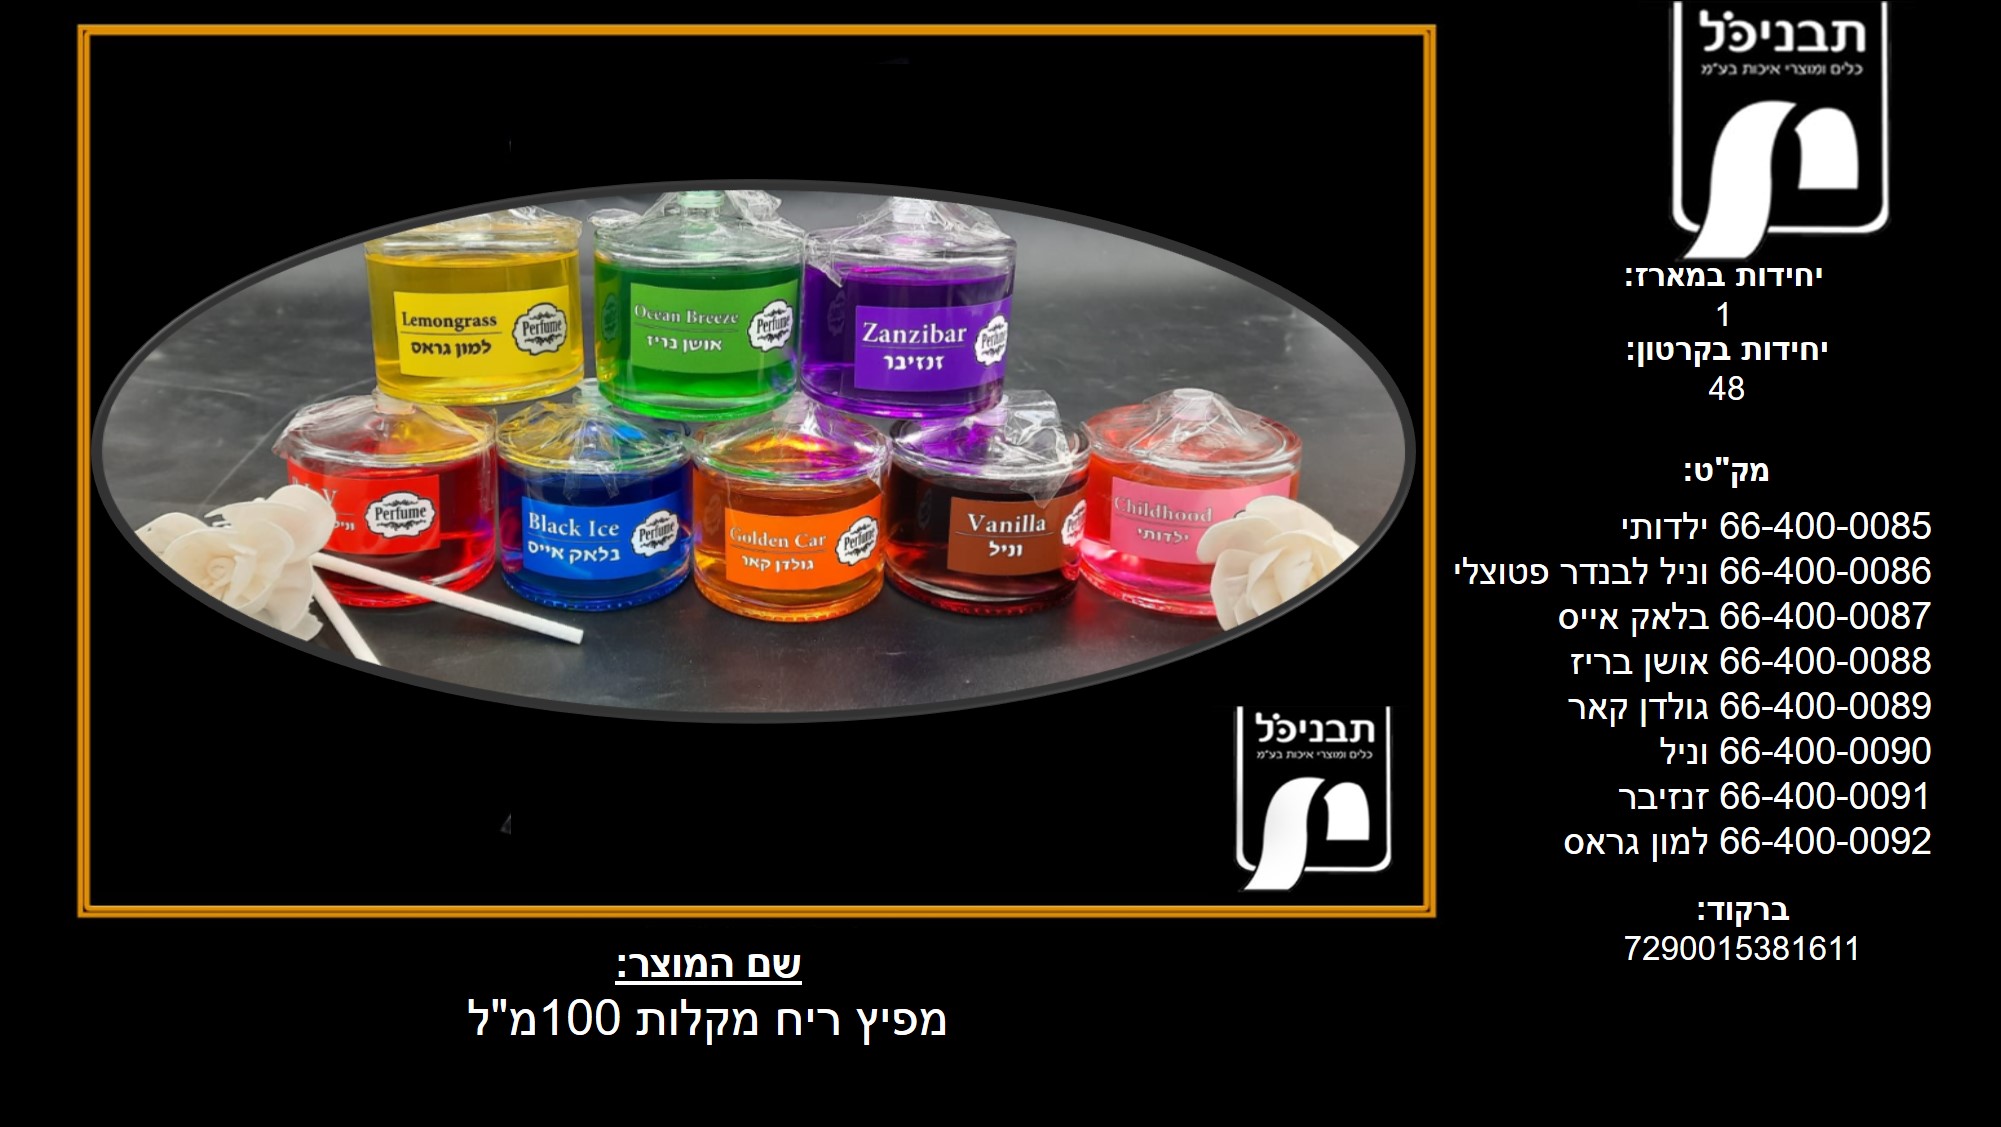 תבניכל
כלים ומוצרי איכות בע"מ
יחידות במארז:
1
יחידות בקרטון:
48
מק"ט:
66-400-0085 ילדותי
66-400-0086 וניל לבנדר פטוצלי
66-400-0087 בלאק אייס
66-400-0088 אושן בריז
66-400-0089 גולדן קאר
66-400-0090 וניל
66-400-0091 זנזיבר
66-400-0092 למון גראס
ברקוד:
7290015381611
Lemongrass
למון גראס
Perfume
Ocean Breeze
אושן בריז
Perfume
Zanzibar
זנזיבר
Perfume
Perfume
Black Ice
בלאק אייס
Perfume
Golden Car
גולדן קאר
Perfume
Vanilla
וניל
Childhood
ילדותי
תבניכל
כלים ומוצרי איכות בע"מ
שם המוצר:
מפיץ ריח מקלות 100מ"ל